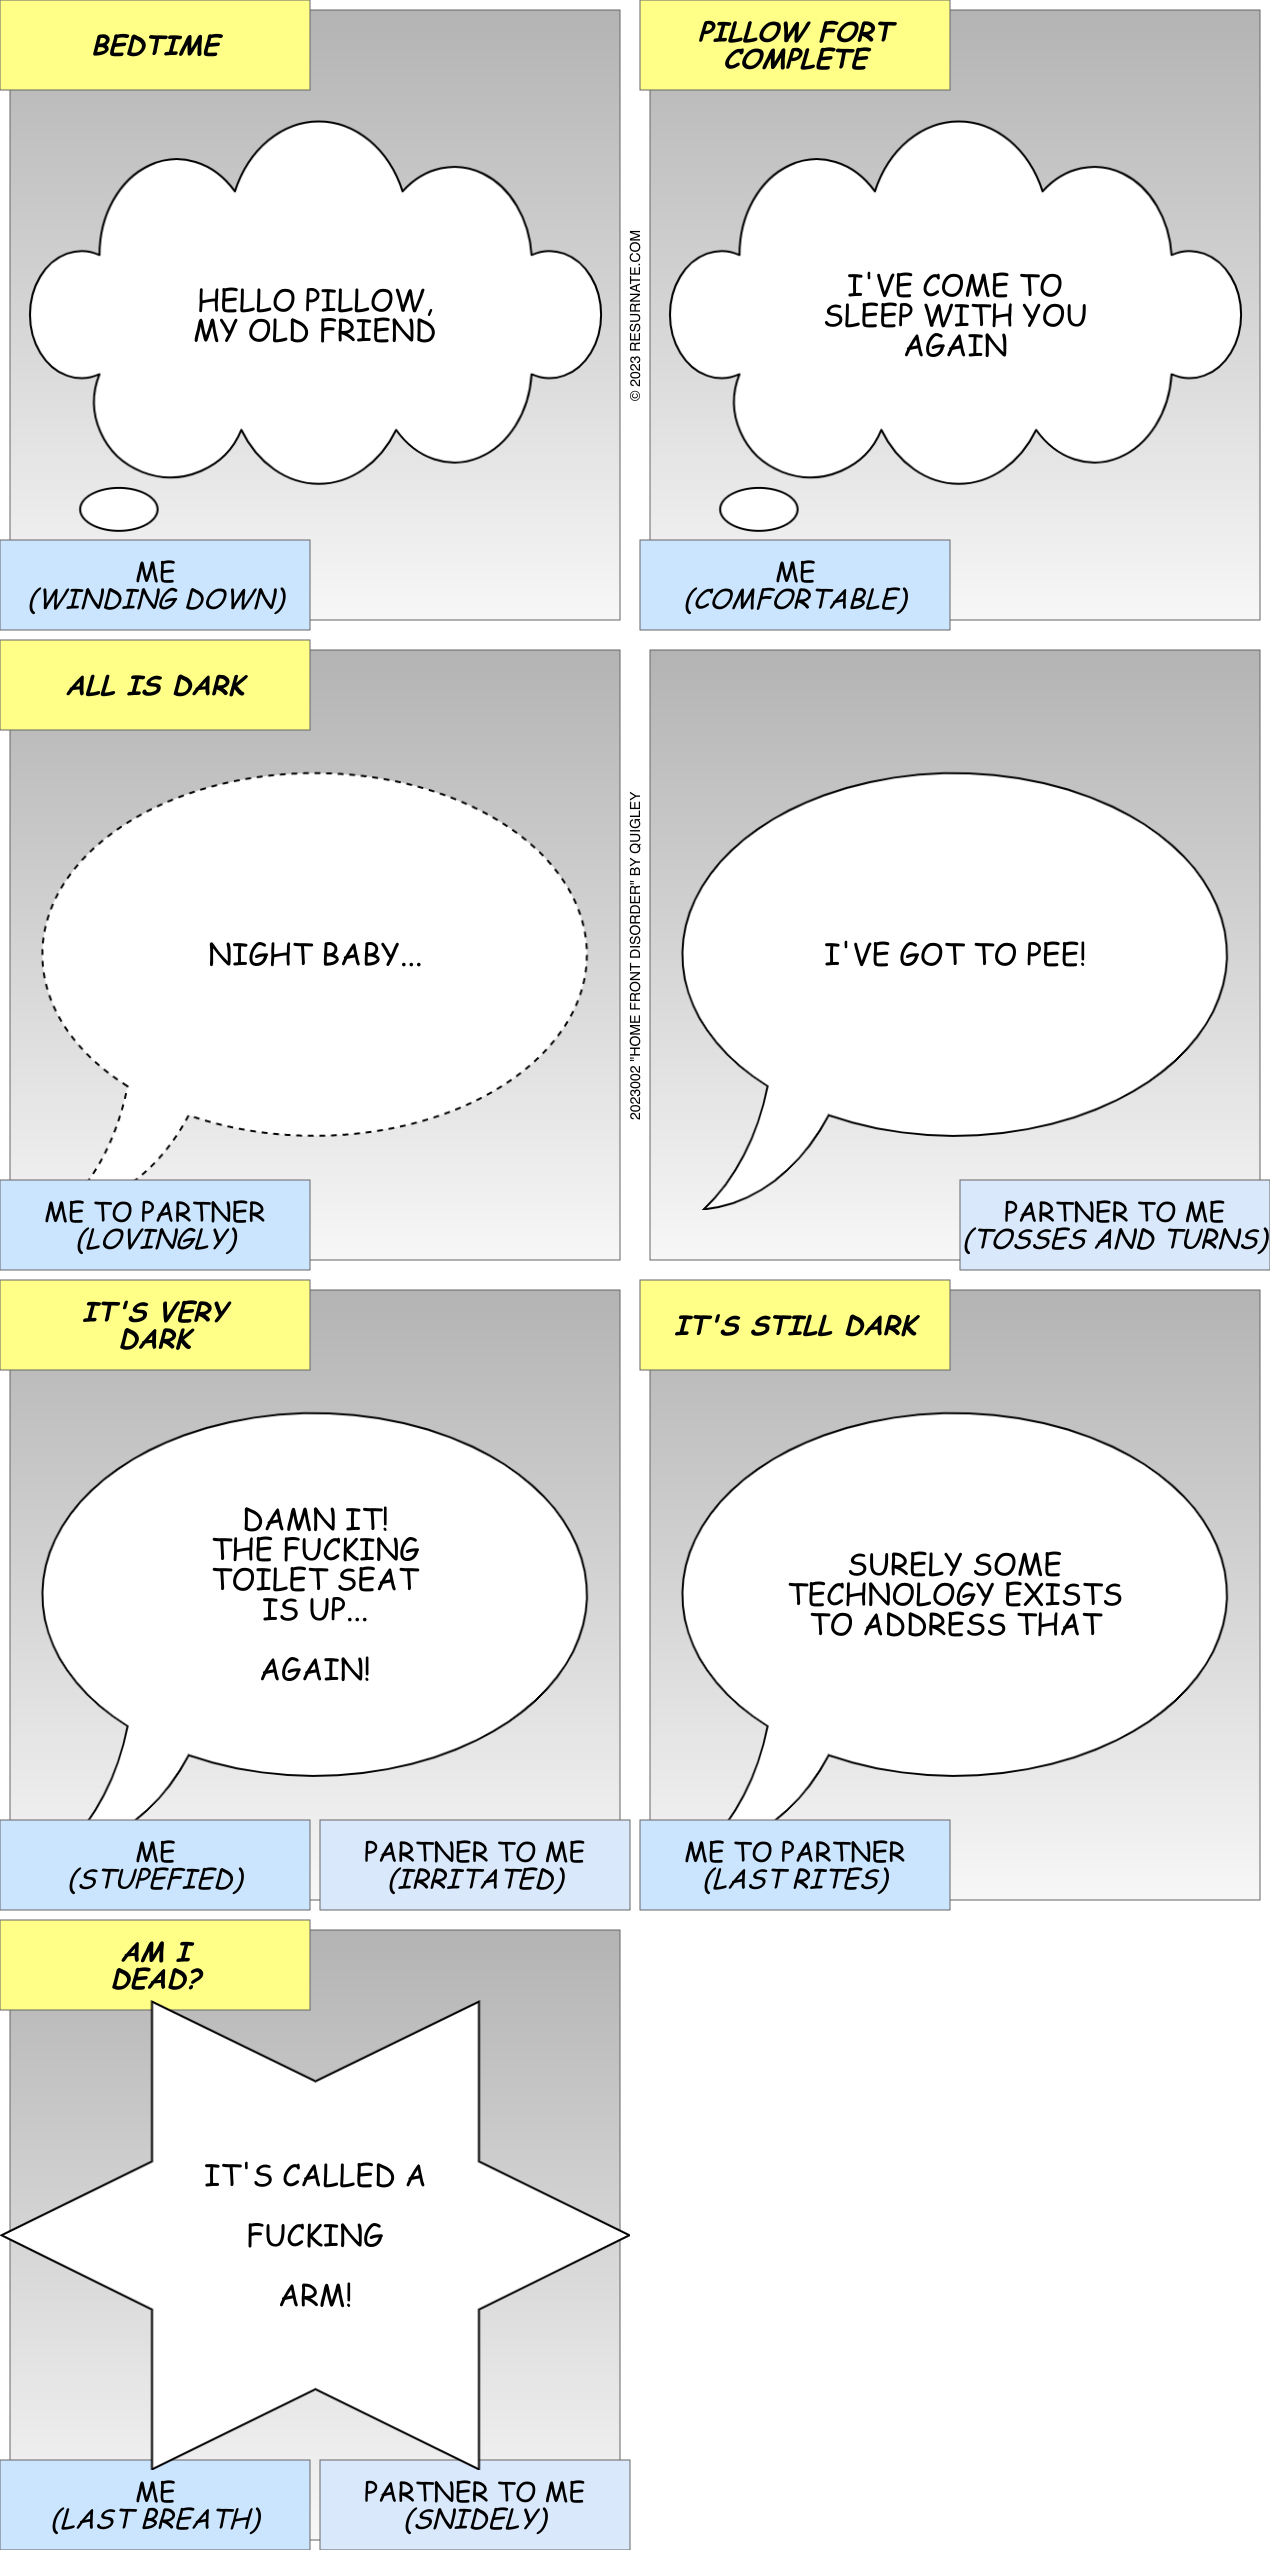 BEDTIME
HELLO PILLOW,
MY OLD FRIEND
ME
(WINDING DOWN)
PILLOW FORT
COMPLETE
I'VE COME TO
SLEEP WITH YOU
AGAIN
ME
(COMFORTABLE)
© 2023 RESURNATE.COM
ALL IS DARK
NIGHT BABY...
ME TO PARTNER
(LOVINGLY)
I'VE GOT TO PEE!
PARTNER TO ME
(TOSSES AND TURNS)
2023002 "HOME FRONT DISORDER" BY QUIGLEY
IT'S VERY
DARK
DAMN IT!
THE FUCKING
TOILET SEAT
IS UP...
AGAIN!
ME
(STUPEFIED)
PARTNER TO ME
(IRRITATED)
IT'S STILL DARK
SURELY SOME
TECHNOLOGY EXISTS
TO ADDRESS THAT
ME TO PARTNER
(LAST RITES)
AM I
DEAD?
IT'S CALLED A
FUCKING
ARM!
ME
(LAST BREATH)
PARTNER TO ME
(SNIDELY)